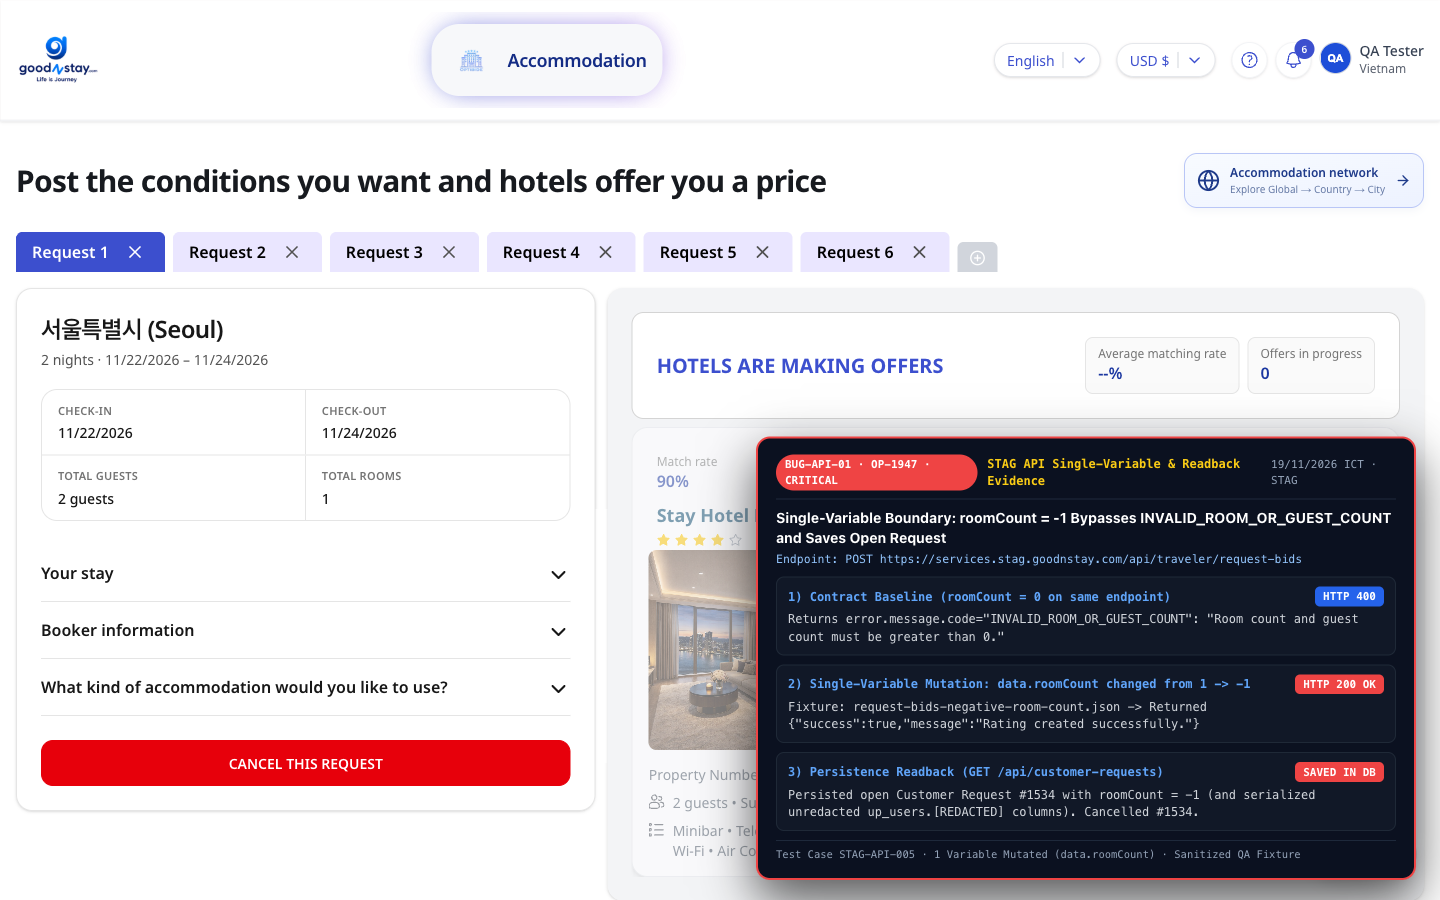 goodNstay.com
Life is Journey
Accommodation
English
USD $
6
QA
QA Tester
Vietnam
Post the conditions you want and hotels offer you a price
Accommodation network
Explore Global → Country → City
Request 1
Request 2
Request 3
Request 4
Request 5
Request 6
서울특별시 (Seoul)
2 nights · 11/22/2026 – 11/24/2026
CHECK-IN
11/22/2026
CHECK-OUT
11/24/2026
TOTAL GUESTS
2 guests
TOTAL ROOMS
1
Your stay
Booker information
What kind of accommodation would you like to use?
CANCEL THIS REQUEST
HOTELS ARE MAKING OFFERS
Average matching rate
--%
Offers in progress
0
Match rate
90%
Stay Hotel
Property Numbe
2 guests • Su
Minibar • Tel
Wi-Fi • Air Co
BUG-API-01 · OP-1947 ·
CRITICAL
STAG API Single-Variable & Readback
Evidence
19/11/2026 ICT ·
STAG
Single-Variable Boundary: roomCount = -1 Bypasses INVALID_ROOM_OR_GUEST_COUNT
and Saves Open Request
Endpoint: POST https://services.stag.goodnstay.com/api/traveler/request-bids
1) Contract Baseline (roomCount = 0 on same endpoint)
HTTP 400
Returns error.message.code="INVALID_ROOM_OR_GUEST_COUNT": "Room count and guest
count must be greater than 0."
2) Single-Variable Mutation: data.roomCount changed from 1 -> -1
HTTP 200 OK
Fixture: request-bids-negative-room-count.json -> Returned
{"success":true,"message":"Rating created successfully."}
3) Persistence Readback (GET /api/customer-requests)
SAVED IN DB
Persisted open Customer Request #1534 with roomCount = -1 (and serialized
unredacted up_users.[REDACTED] columns). Cancelled #1534.
Test Case STAG-API-005 · 1 Variable Mutated (data.roomCount) · Sanitized QA Fixture